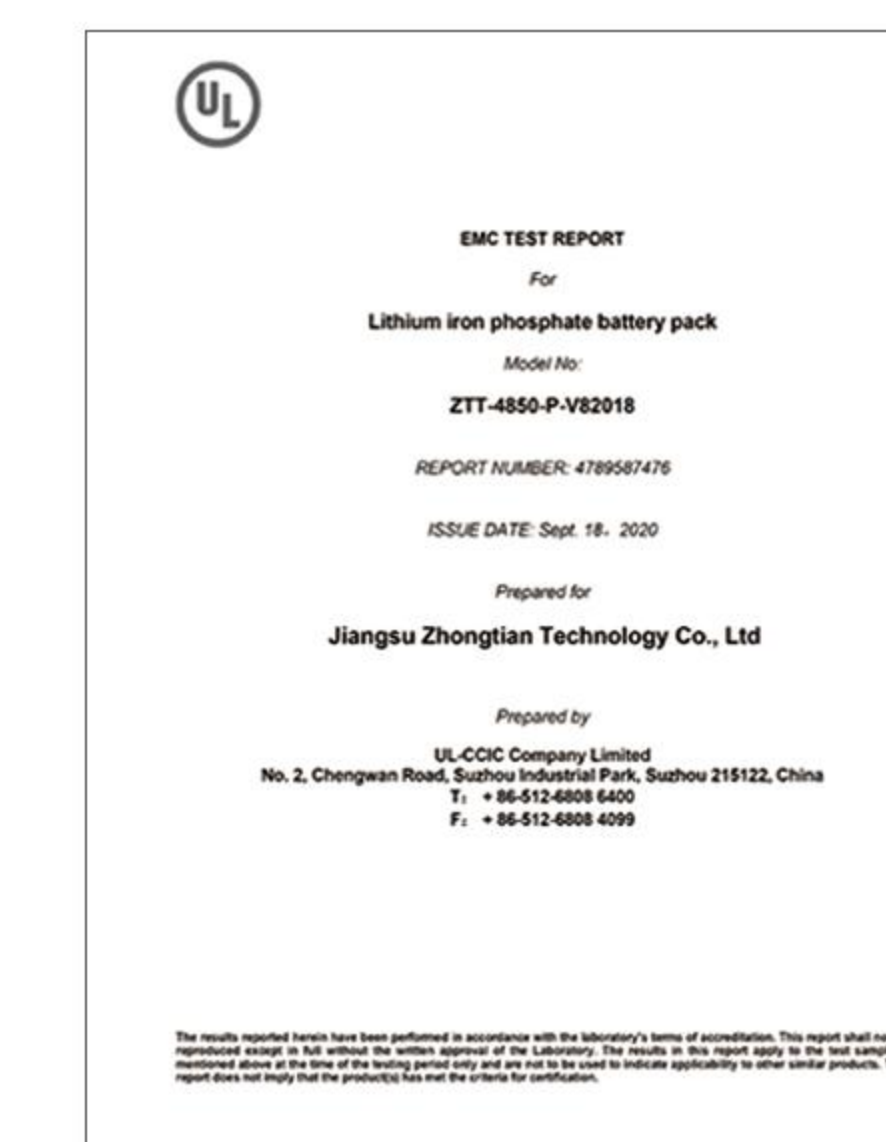 UL
EMC TEST REPORT
For
Lithium iron phosphate battery pack
Model No:
ZTT-4850-P-V82018
REPORT NUMBER: 4789587476
ISSUE DATE: Sept. 18，2020
Prepared for
Jiangsu Zhongtian Technology Co., Ltd
Prepared by
UL-CCIC Company Limited
No. 2, Chengwan Road, Suzhou Industrial Park, Suzhou 215122, China
T： + 86-512-6808 6400
F： + 86-512-6808 4099
The results reported herein have been performed in accordance with the laboratory's terms of accreditation. This report shall
reproduced except in full without the written approval of the Laboratory. The results in this report apply to the test
mentioned above at the time of the testing period only and are not to be used to indicate applicability to other similar products.
report does not imply that the product(s) has met the criteria for certification.